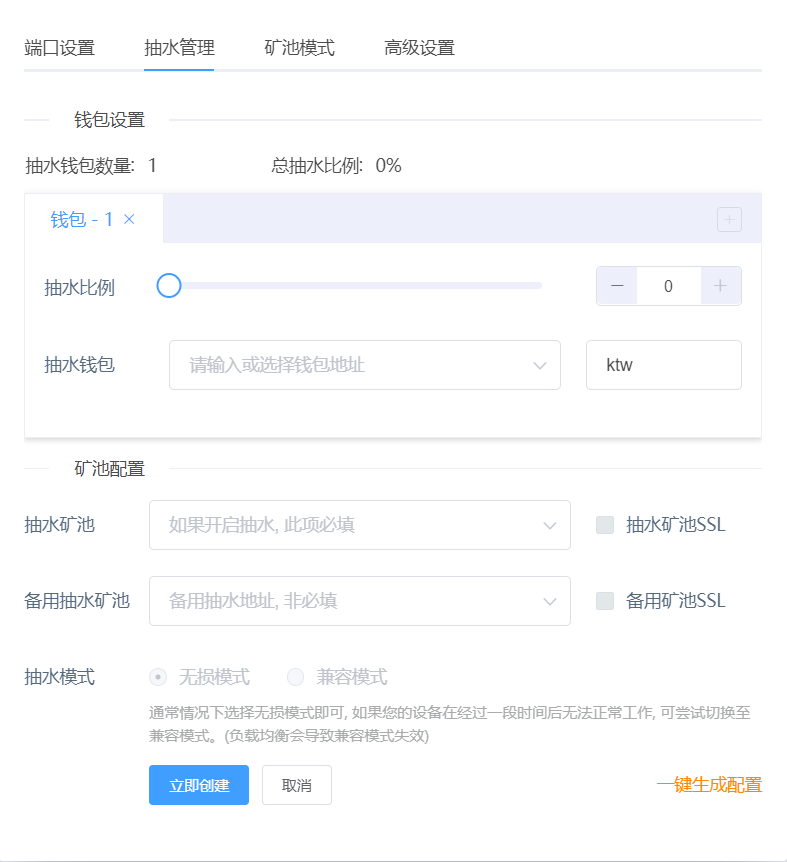 端口设置 抽水管理 矿池模式 高级设置
钱包设置
抽水钱包数量: 1 总抽水比例: 0%
钱包 - 1 ×
抽水比例 − 0 +
抽水钱包 请输入或选择钱包地址 ktw
矿池配置
抽水矿池 如果开启抽水, 此项必填 抽水矿池SSL
备用抽水矿池 备用抽水地址, 非必填 备用矿池SSL
抽水模式 无损模式 兼容模式
通常情况下选择无损模式即可, 如果您的设备在经过一段时间后无法正常工作, 可尝试切换至
兼容模式。(负载均衡会导致兼容模式失效)
立即创建 取消 一键生成配置